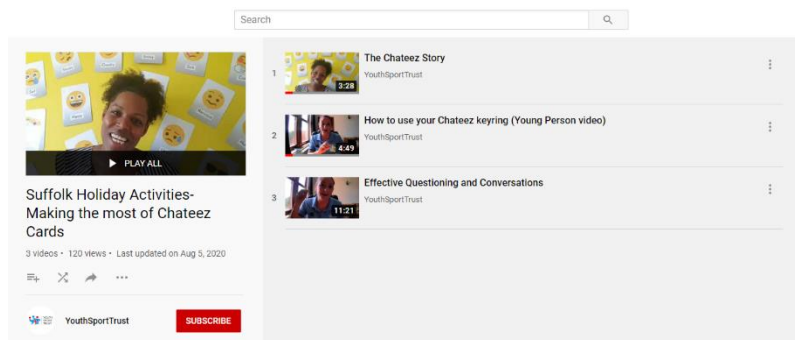 Search
PLAY ALL
Suffolk Holiday Activities-
Making the most of Chateez
Cards
3 videos • 120 views • Last updated on Aug 5, 2020
YouthSportTrust
SUBSCRIBE
1
3:28
The Chateez Story
YouthSportTrust
2
4:49
How to use your Chateez keyring (Young Person video)
YouthSportTrust
3
11:21
Effective Questioning and Conversations
YouthSportTrust